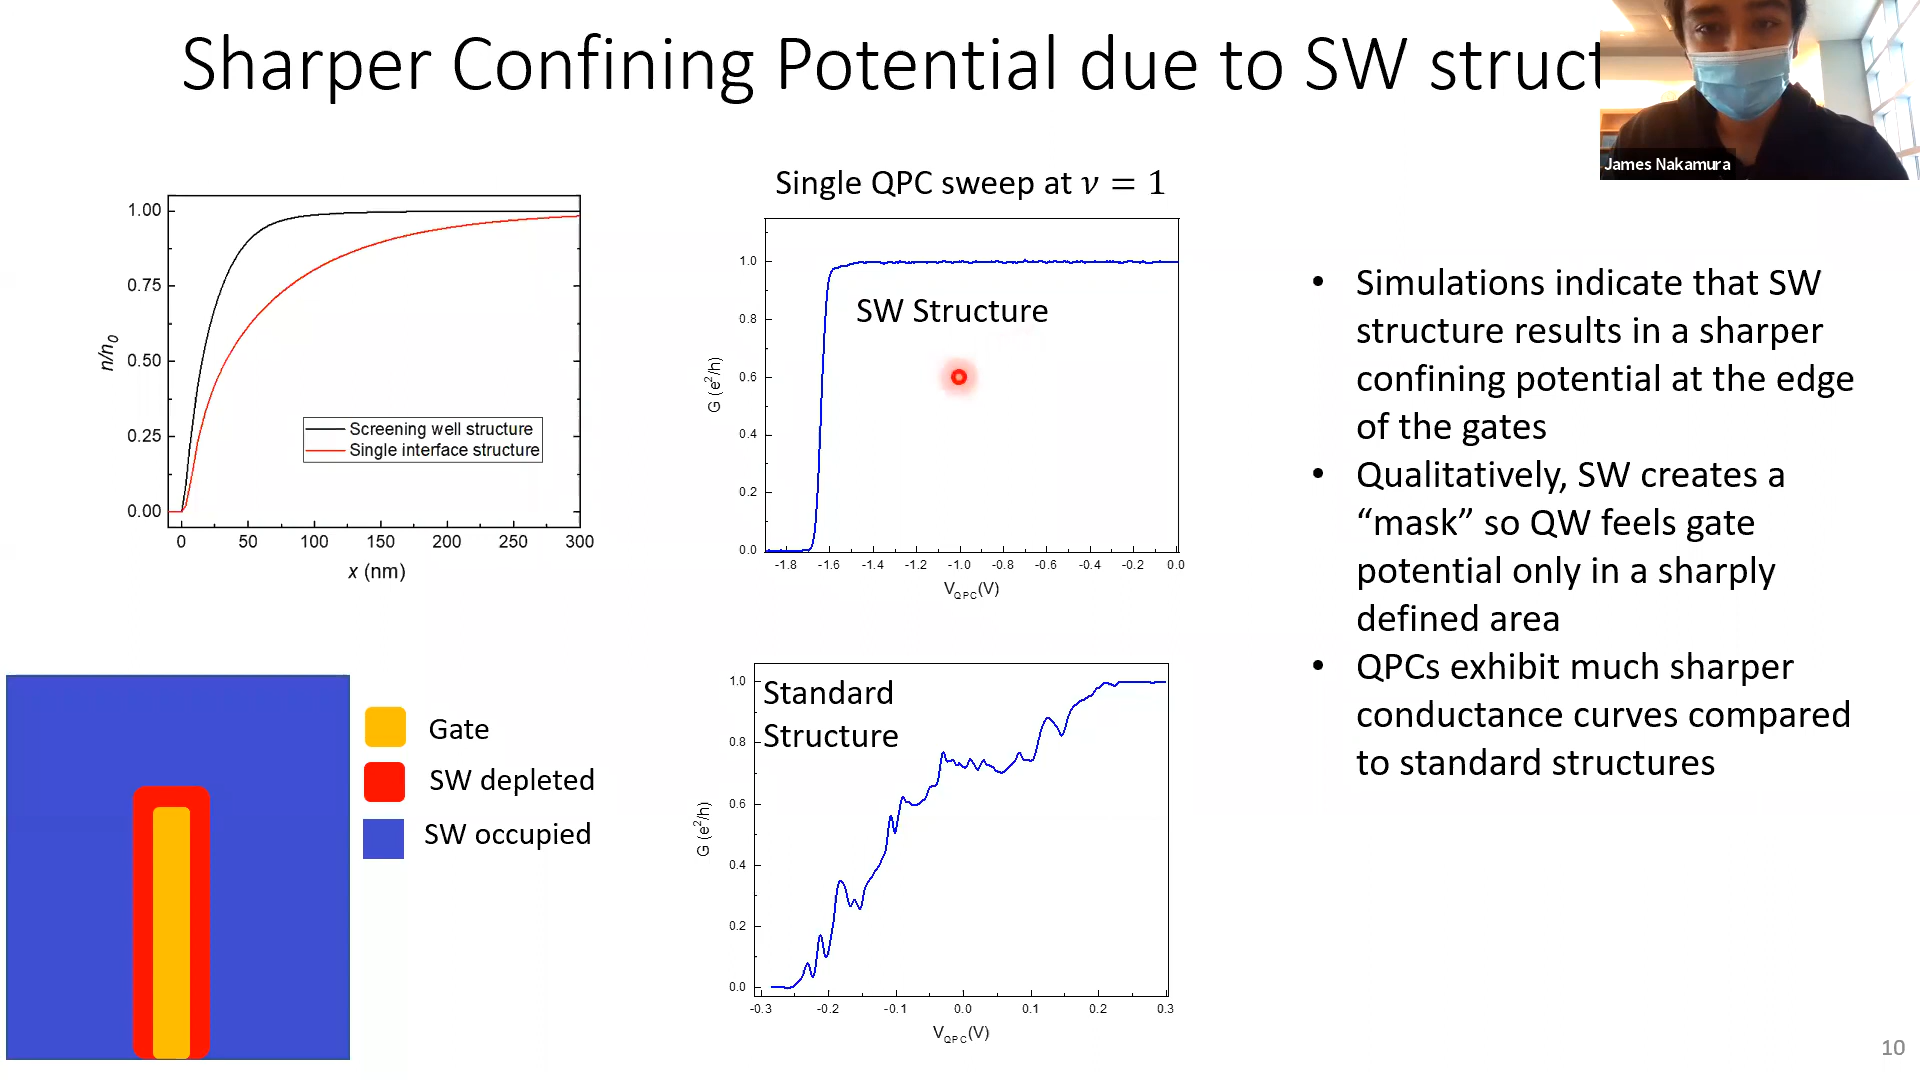 Sharper Confining Potential due to SW struct
James Nakamura
1.00
0.75
0.50
0.25
0.00
n/n0
Screening well structure
Single interface structure
0 50 100 150 200 250 300
x (nm)
Single QPC sweep at ν = 1
1.0
0.8
0.6
0.4
0.2
0.0
G (e²/h)
SW Structure
-1.8 -1.6 -1.4 -1.2 -1.0 -0.8 -0.6 -0.4 -0.2 0.0
VQPC(V)
Gate
SW depleted
SW occupied
Standard
Structure
1.0
0.8
0.6
0.4
0.2
0.0
G (e²/h)
-0.3 -0.2 -0.1 0.0 0.1 0.2 0.3
VQPC(V)
• Simulations indicate that SW
structure results in a sharper
confining potential at the edge
of the gates
• Qualitatively, SW creates a
“mask” so QW feels gate
potential only in a sharply
defined area
• QPCs exhibit much sharper
conductance curves compared
to standard structures
10